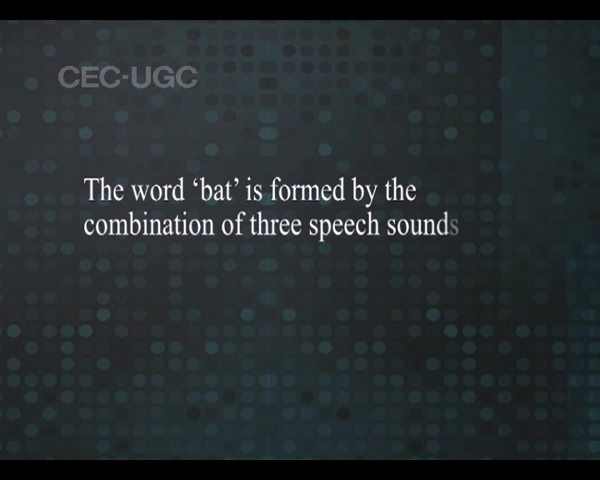 CEC-UGC
The word ‘bat’ is formed by the
combination of three speech sounds